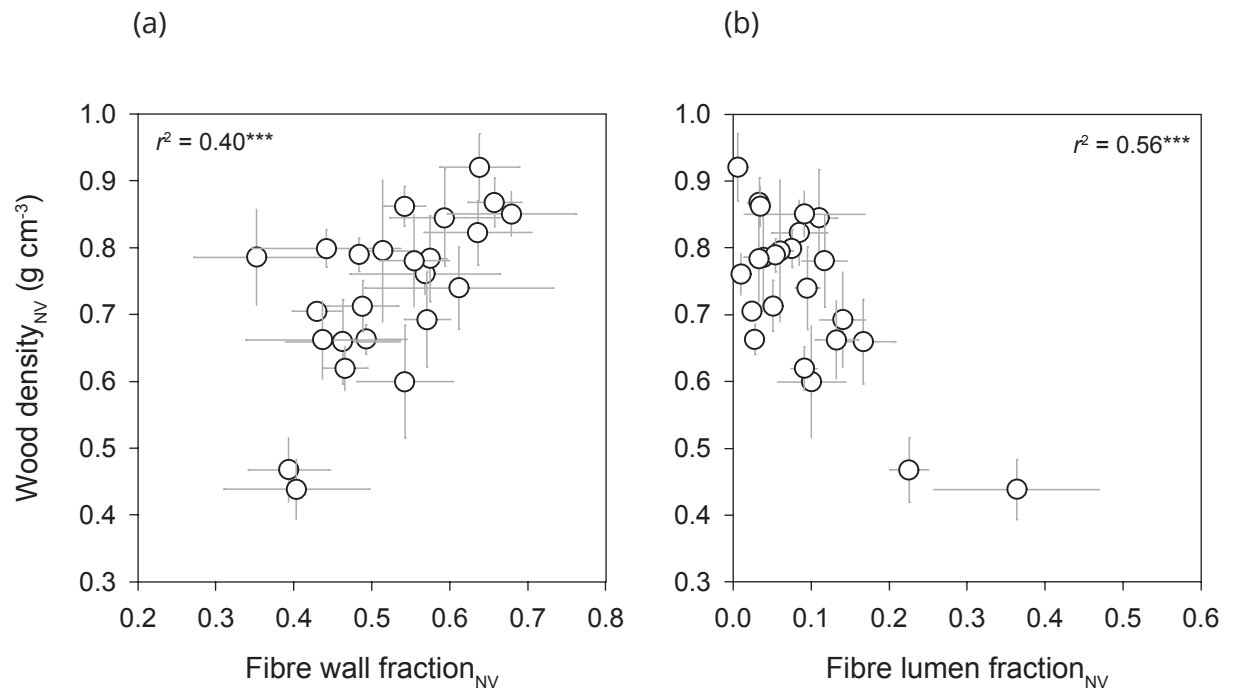 (a)
(b)
Wood density_NV (g cm⁻³)
1.0
0.9
0.8
0.7
0.6
0.5
0.4
0.3
r² = 0.40***
0.2 0.3 0.4 0.5 0.6 0.7 0.8
Fibre wall fraction_NV
1.0
0.9
0.8
0.7
0.6
0.5
0.4
0.3
r² = 0.56***
0.0 0.1 0.2 0.3 0.4 0.5 0.6
Fibre lumen fraction_NV